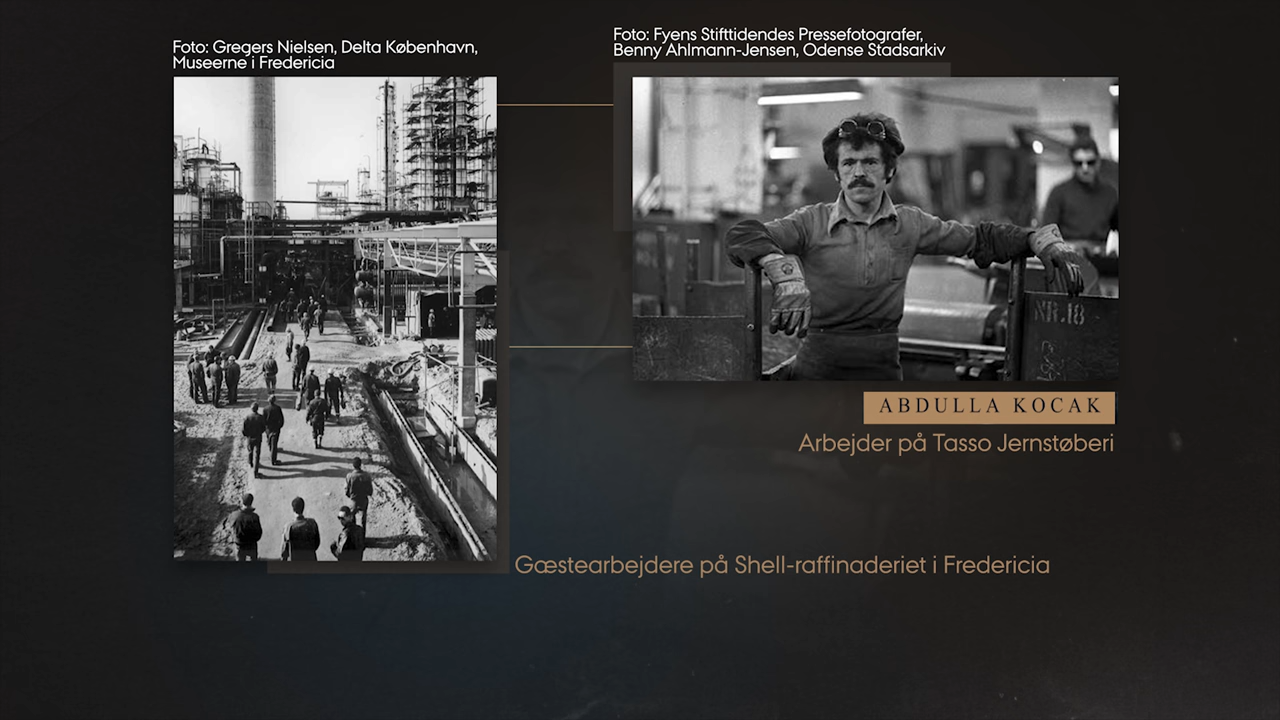 Foto: Gregers Nielsen, Delta København,
Museerne i Fredericia
Foto: Fyens Stifttidendes Pressefotografer,
Benny Ahlmann-Jensen, Odense Stadsarkiv
NR.18
ABDULLA KOCAK
Arbejder på Tasso Jernstøberi
Gæstearbejdere på Shell-raffinaderiet i Fredericia